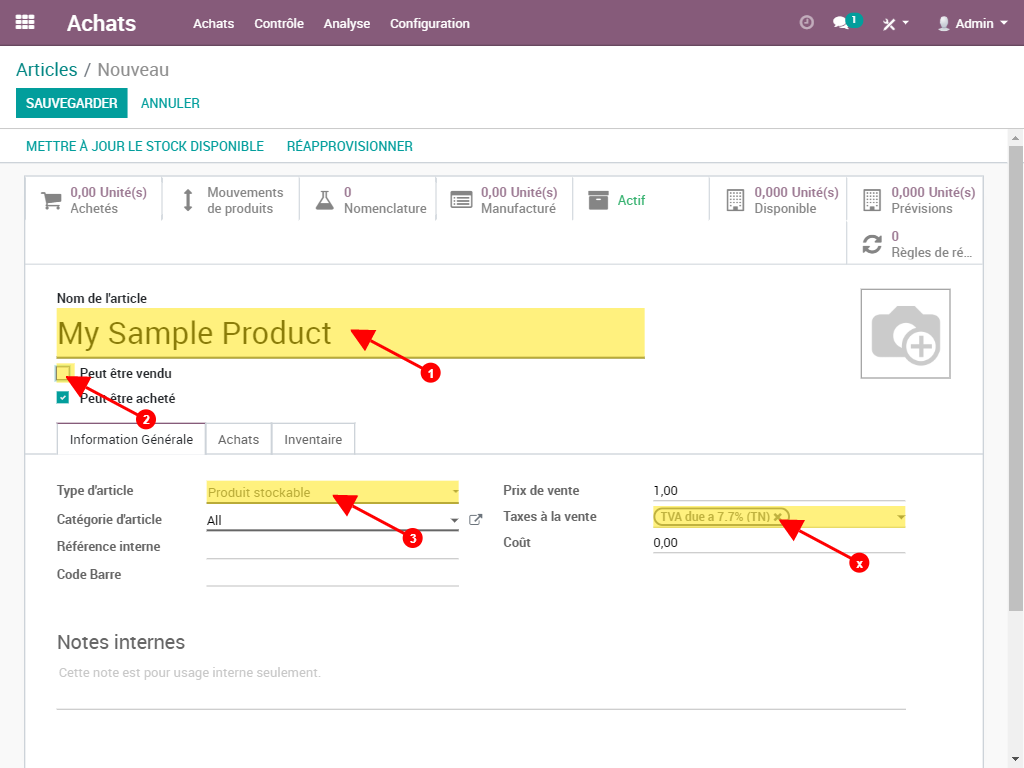 Achats Achats Contrôle Analyse Configuration 1 Admin
Articles / Nouveau
SAUVEGARDER ANNULER
METTRE À JOUR LE STOCK DISPONIBLE RÉAPPROVISIONNER
0,00 Unité(s)
Achetés
Mouvements
de produits
0
Nomenclature
0,00 Unité(s)
Manufacturé
Actif
0,000 Unité(s)
Disponible
0,000 Unité(s)
Prévisions
0
Règles de ré...
Nom de l'article
My Sample Product
1
Peut être vendu
Peut être acheté
2
Information Générale Achats Inventaire
Type d'article Produit stockable
Catégorie d'article All
3
Référence interne
Code Barre
Prix de vente 1,00
Taxes à la vente TVA due a 7.7% (TN) ×
Coût 0,00
x
Notes internes
Cette note est pour usage interne seulement.